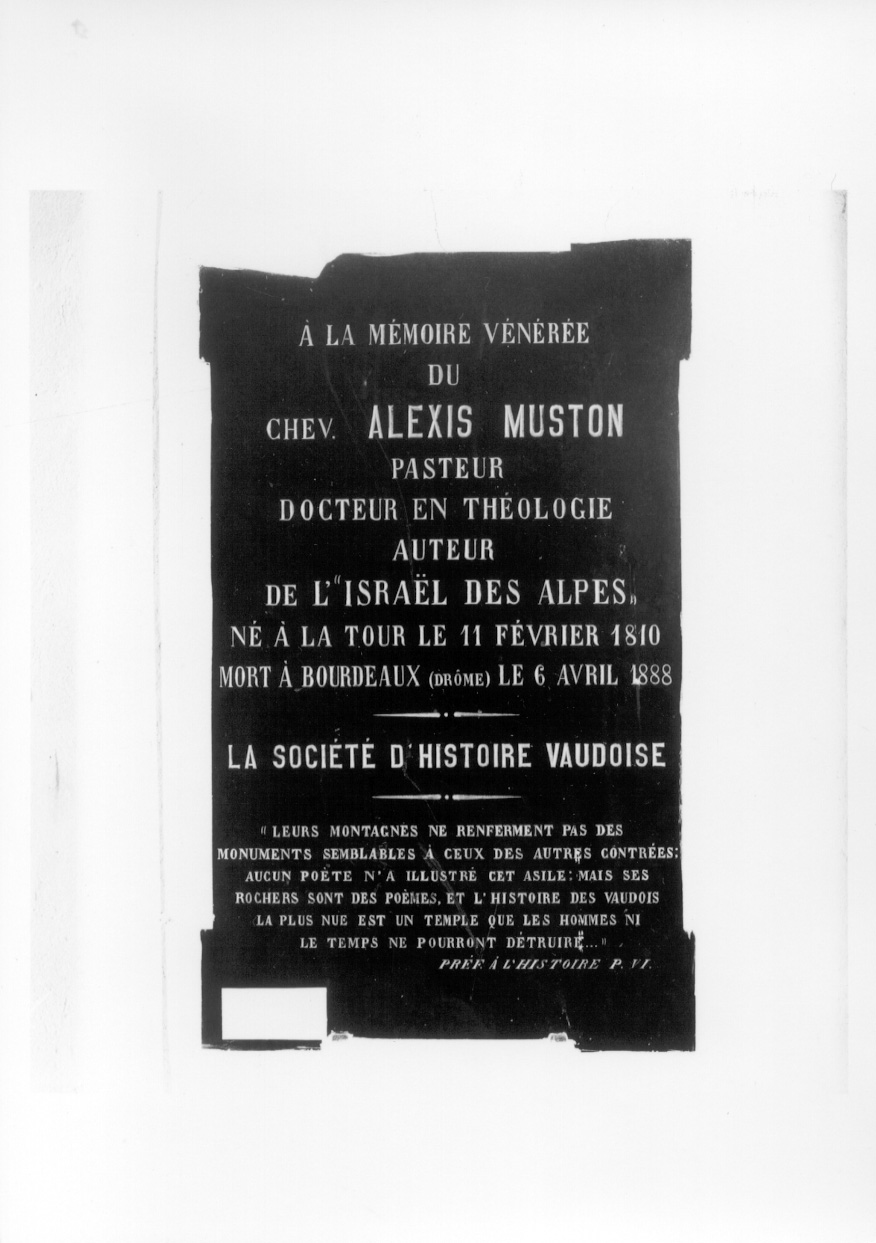 À LA MÉMOIRE VÉNÉRÉE
DU
CHEV. ALEXIS MUSTON
PASTEUR
DOCTEUR EN THÉOLOGIE
AUTEUR
DE L'"ISRAËL DES ALPES„
NÉ À LA TOUR LE 11 FÉVRIER 1810
MORT À BOURDEAUX (DRÔME) LE 6 AVRIL 1888
LA SOCIÉTÉ D'HISTOIRE VAUDOISE
"LEURS MONTAGNES NE RENFERMENT PAS DES
MONUMENTS SEMBLABLES À CEUX DES AUTRES CONTRÉES;
AUCUN POÈTE N'A ILLUSTRÉ CET ASILE: MAIS SES
ROCHERS SONT DES POÈMES, ET L'HISTOIRE DES VAUDOIS
LA PLUS NUE EST UN TEMPLE QUE LES HOMMES NI
LE TEMPS NE POURRONT DÉTRUIRE..."
PRÉF. À L'HISTOIRE P. VI.